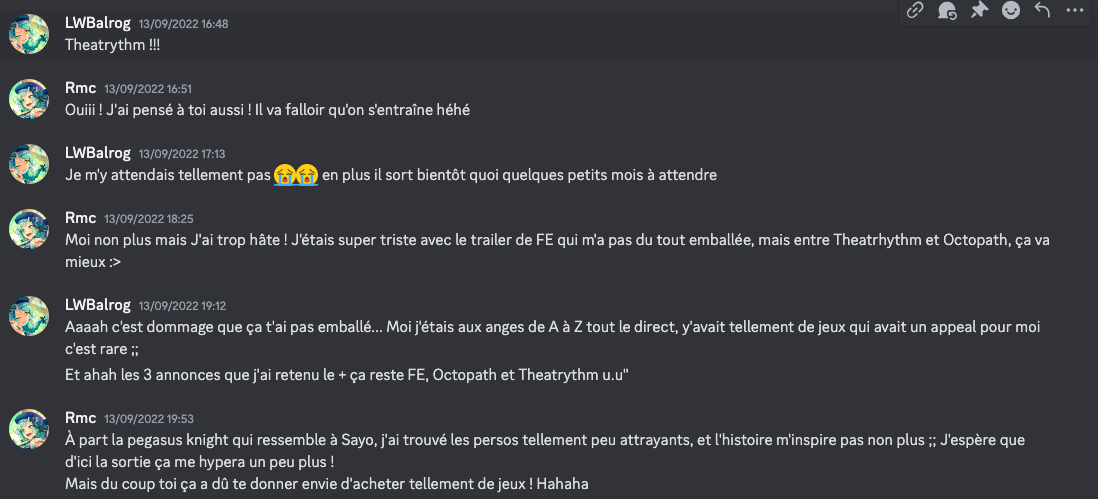 LWBalrog 13/09/2022 16:48
Theatrythm !!!
Rmc 13/09/2022 16:51
Ouiii ! J'ai pensé à toi aussi ! Il va falloir qu'on s'entraîne héhé
LWBalrog 13/09/2022 17:13
Je m'y attendais tellement pas 😭😭 en plus il sort bientôt quoi quelques petits mois à attendre
Rmc 13/09/2022 18:25
Moi non plus mais J'ai trop hâte ! J'étais super triste avec le trailer de FE qui m'a pas du tout emballée, mais entre Theatrhythm et Octopath, ça va
mieux :>
LWBalrog 13/09/2022 19:12
Aaaah c'est dommage que ça t'ai pas emballé... Moi j'étais aux anges de A à Z tout le direct, y'avait tellement de jeux qui avait un appeal pour moi
c'est rare ;;
Et ahah les 3 annonces que j'ai retenu le + ça reste FE, Octopath et Theatrythm u.u"
Rmc 13/09/2022 19:53
À part la pegasus knight qui ressemble à Sayo, j'ai trouvé les persos tellement peu attrayants, et l'histoire m'inspire pas non plus ;; J'espère que
d'ici la sortie ça me hypera un peu plus !
Mais du coup toi ça a dû te donner envie d'acheter tellement de jeux ! Hahaha